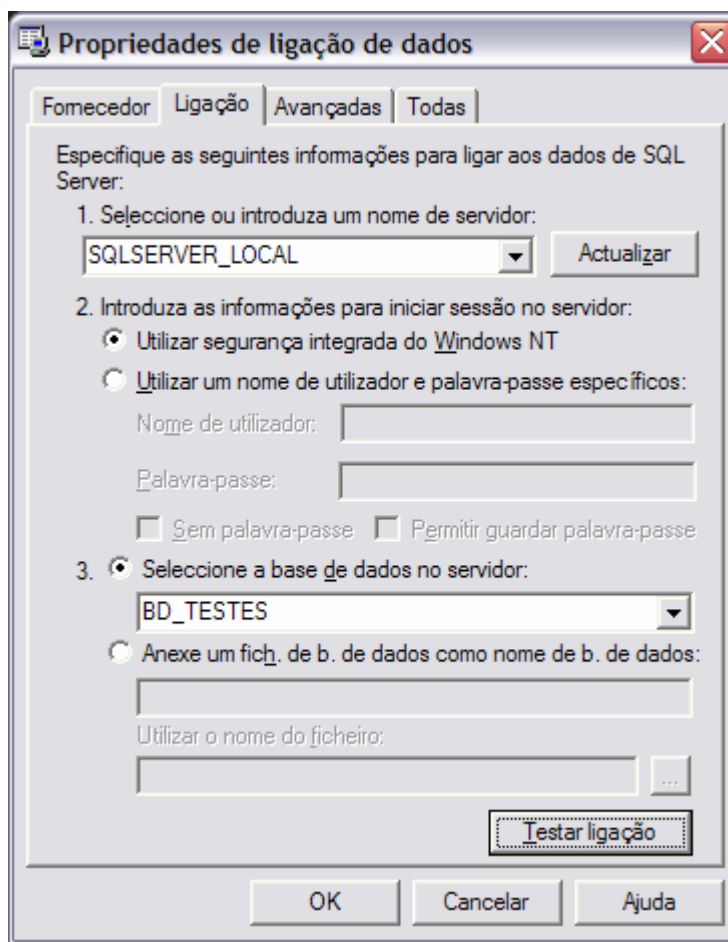 Propriedades de ligação de dados
Fornecedor Ligação Avançadas Todas
Especifique as seguintes informações para ligar aos dados de SQL
Server:
1. Seleccione ou introduza um nome de servidor:
SQLSERVER_LOCAL Actualizar
2. Introduza as informações para iniciar sessão no servidor:
Utilizar segurança integrada do Windows NT
Utilizar um nome de utilizador e palavra-passe específicos:
Nome de utilizador:
Palavra-passe:
Sem palavra-passe Permitir guardar palavra-passe
3. Seleccione a base de dados no servidor:
BD_TESTES
Anexe um fich. de b. de dados como nome de b. de dados:
Utilizar o nome do ficheiro:
...
Testar ligação
OK Cancelar Ajuda